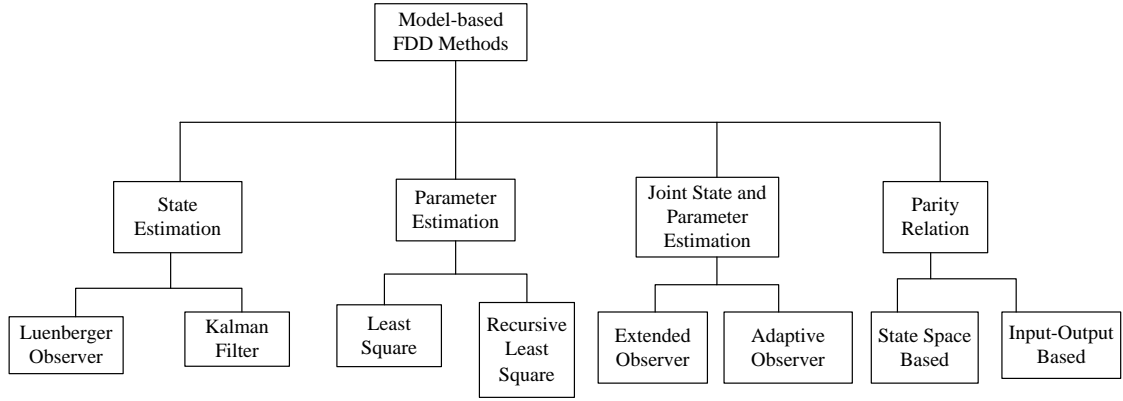 Model-based
FDD Methods
State
Estimation
Parameter
Estimation
Joint State and
Parameter
Estimation
Parity
Relation
Luenberger
Observer
Kalman
Filter
Least
Square
Recursive
Least
Square
Extended
Observer
Adaptive
Observer
State Space
Based
Input-Output
Based